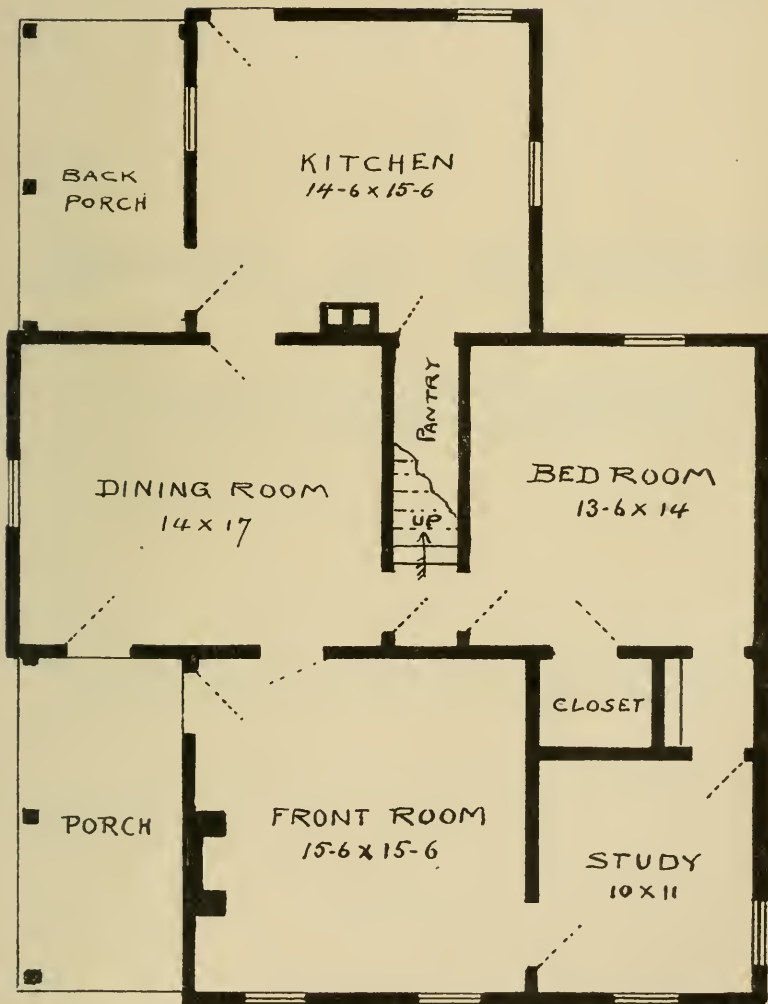 KITCHEN
14-6 x 15-6
BACK
PORCH
PANTRY
DINING ROOM
14 x 17
BED ROOM
13-6 x 14
UP
CLOSET
PORCH
FRONT ROOM
15-6 x 15-6
STUDY
10 x 11